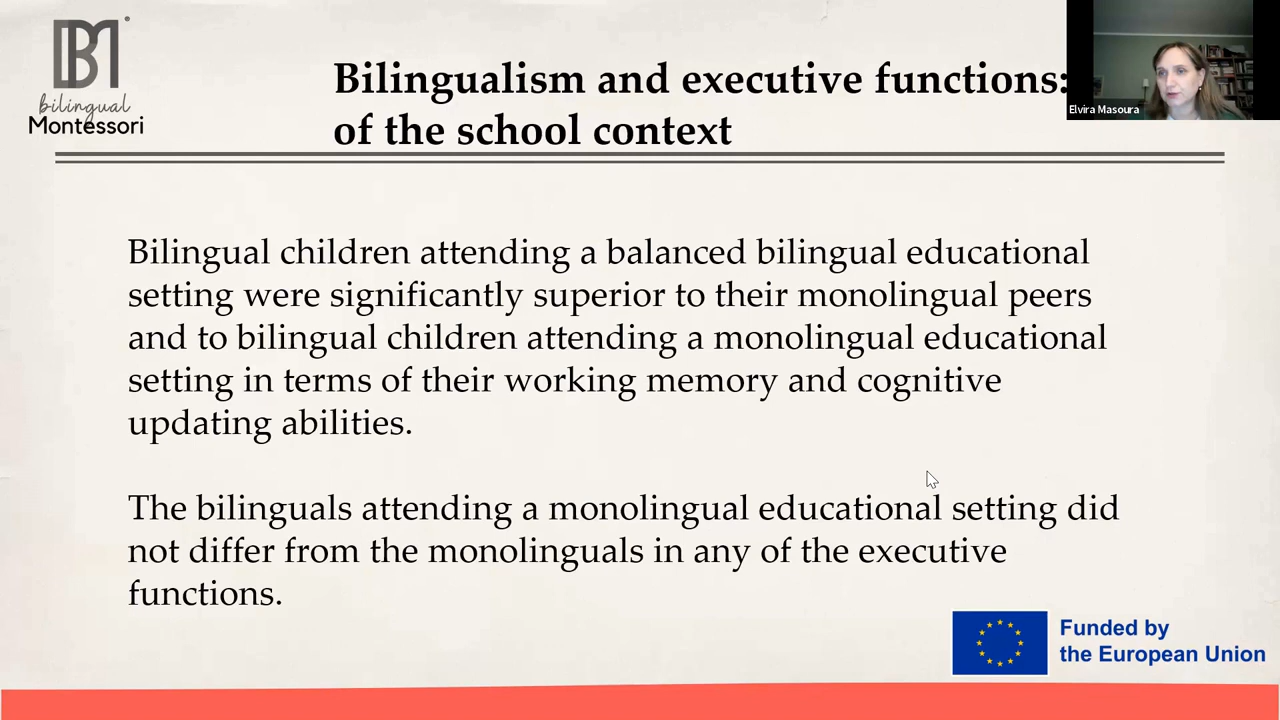 bilingual
Montessori
Bilingualism and executive functions:
of the school context
Elvira Masoura
Bilingual children attending a balanced bilingual educational
setting were significantly superior to their monolingual peers
and to bilingual children attending a monolingual educational
setting in terms of their working memory and cognitive
updating abilities.
The bilinguals attending a monolingual educational setting did
not differ from the monolinguals in any of the executive
functions.
Funded by
the European Union